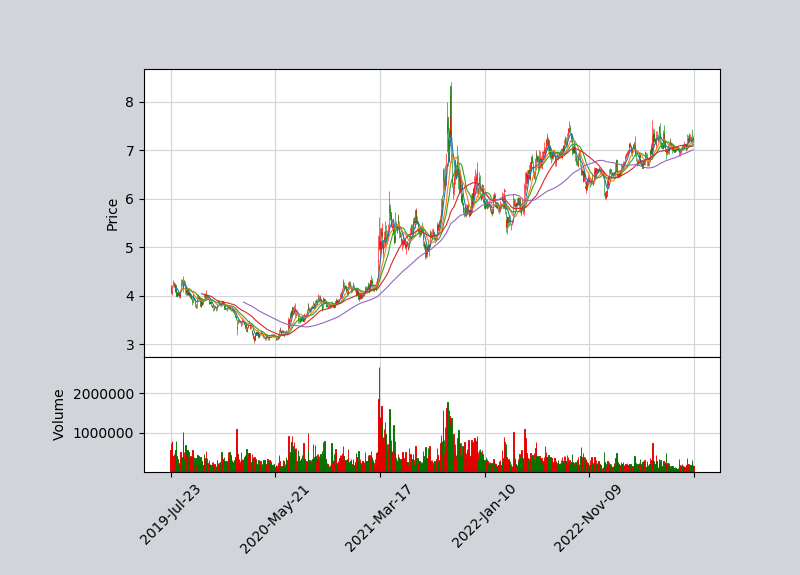 Price
8
7
6
5
4
3
Volume
2000000
1000000
2019-Jul-23
2020-May-21
2021-Mar-17
2022-Jan-10
2022-Nov-09